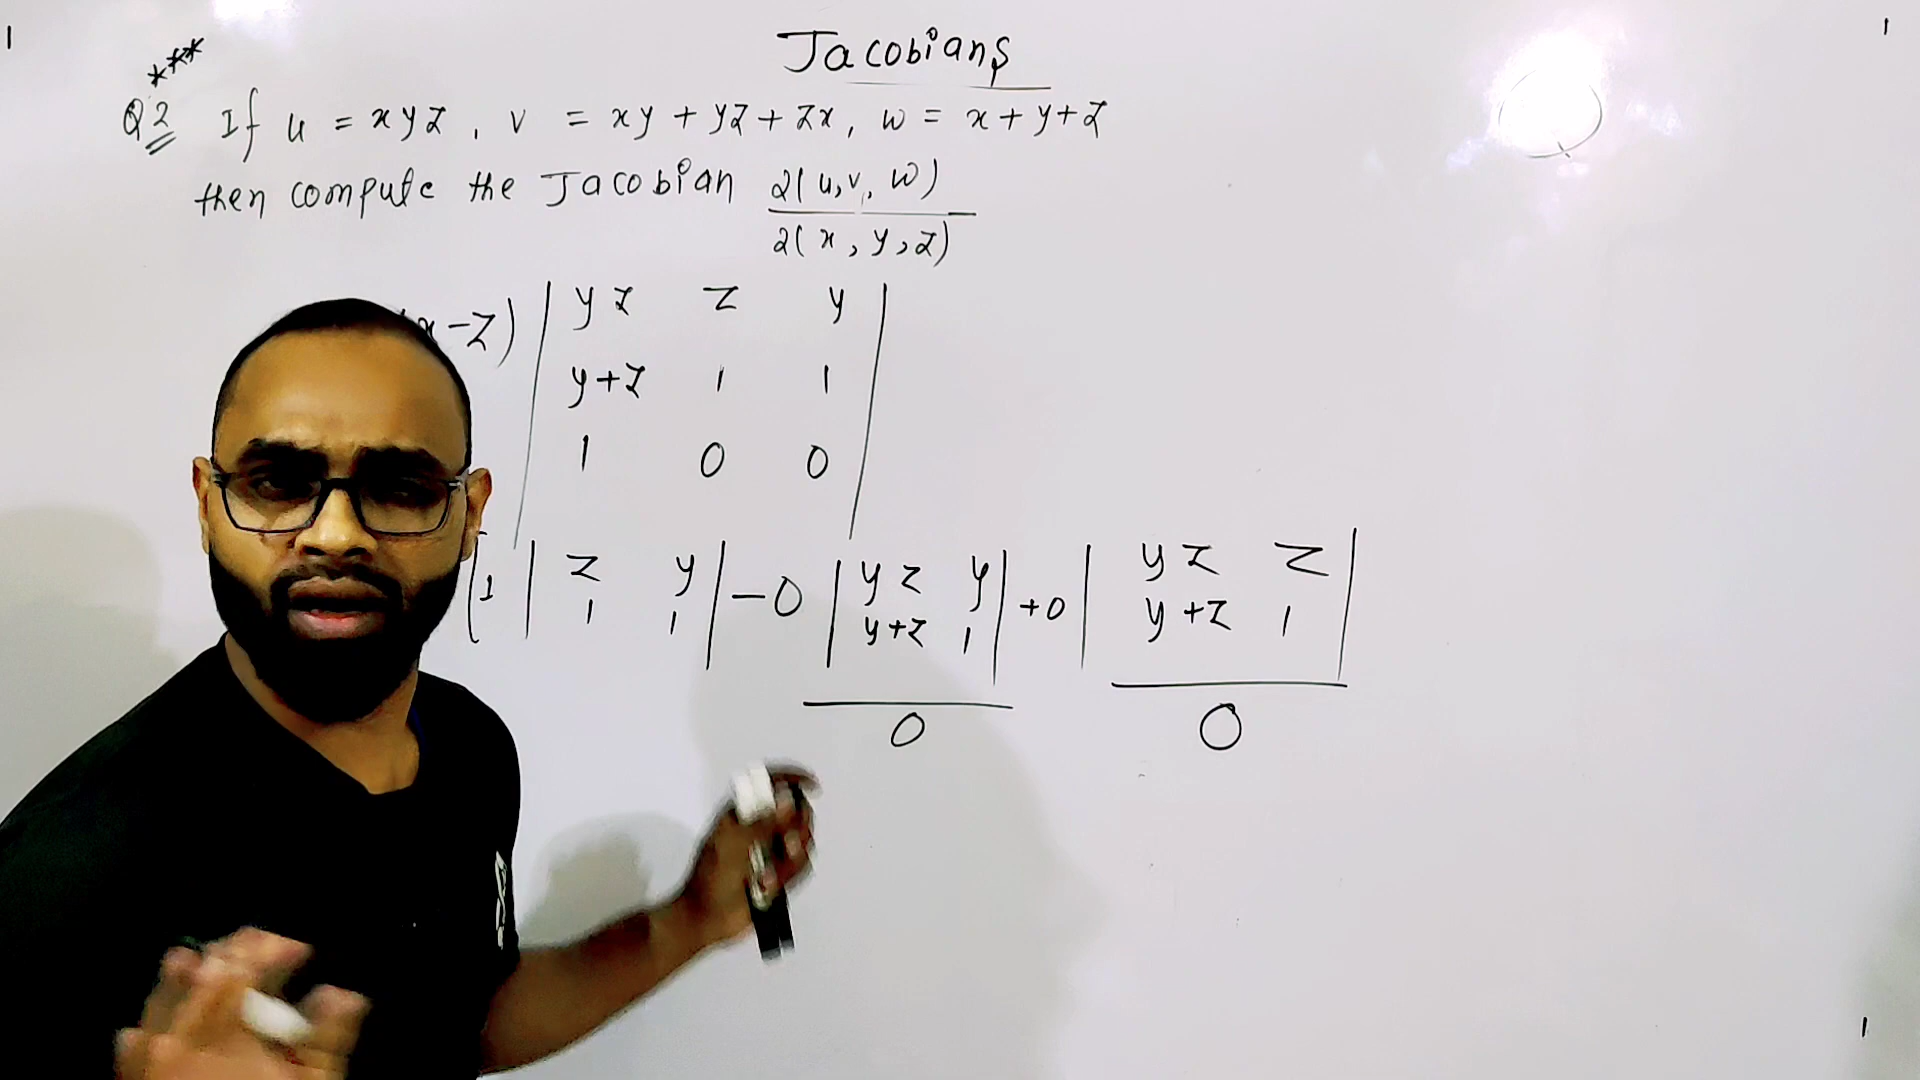 Jacobians
***
Q2 If u = xyz, v = xy + yz + zx, w = x + y + z
then compute the Jacobian ∂(u,v,w)
∂(x,y,z)
x-z) | yz z y |
| y+z 1 1 |
| 1 0 0 |
[1 | z y | -0 | yz y | +0 | yz z |
| 1 1 | | y+z 1 | | y+z 1 |
0 0